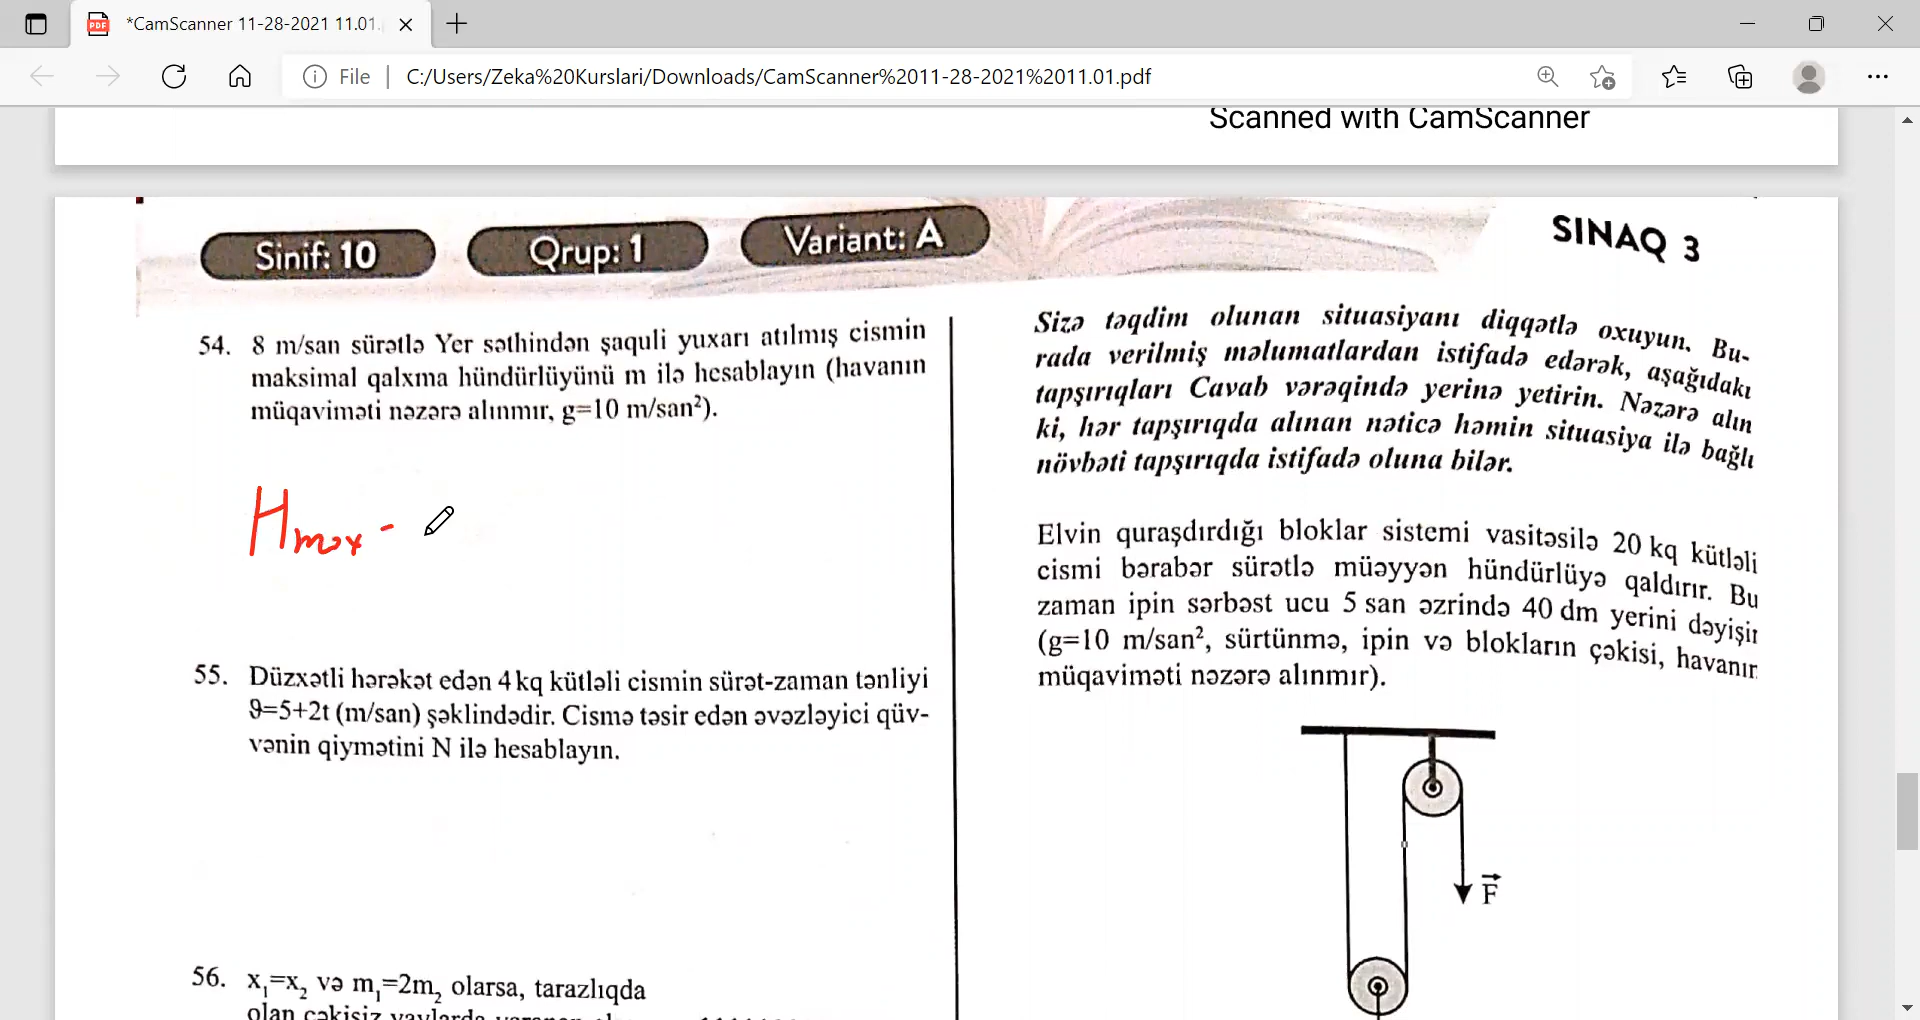 *CamScanner 11-28-2021 11.01.
File
C:/Users/Zeka%20Kurslari/Downloads/CamScanner%2011-28-2021%2011.01.pdf
Scanned with CamScanner
Sinif: 10
Qrup: 1
Variant: A
SINAQ 3
54. 8 m/san sürətlə Yer səthindən şaquli yuxarı atılmış cismin
maksimal qalxma hündürlüyünü m ilə hesablayın (havanın
müqaviməti nəzərə alınmır, g=10 m/san²).
Hmax -
55. Düzxətli hərəkət edən 4 kq kütləli cismin sürət-zaman tənliyi
ϑ=5+2t (m/san) şəklindədir. Cismə təsir edən əvəzləyici qüv-
vənin qiymətini N ilə hesablayın.
56. x₁=x₂ və m₁=2m₂ olarsa, tarazlıqda
olan çəkisiz yaylarda
Sizə təqdim olunan situasiyanı diqqətlə oxuyun. Bu-
rada verilmiş məlumatlardan istifadə edərək, aşağıdakı
tapşırıqları Cavab vərəqində yerinə yetirin. Nəzərə alın
ki, hər tapşırıqda alınan nəticə həmin situasiya ilə bağlı
növbəti tapşırıqda istifadə oluna bilər.
Elvin quraşdırdığı bloklar sistemi vasitəsilə 20 kq kütləli
cismi bərabər sürətlə müəyyən hündürlüyə qaldırır. Bu
zaman ipin sərbəst ucu 5 san əzrində 40 dm yerini dəyişir
(g=10 m/san², sürtünmə, ipin və blokların çəkisi, havanın
müqaviməti nəzərə alınmır).
F